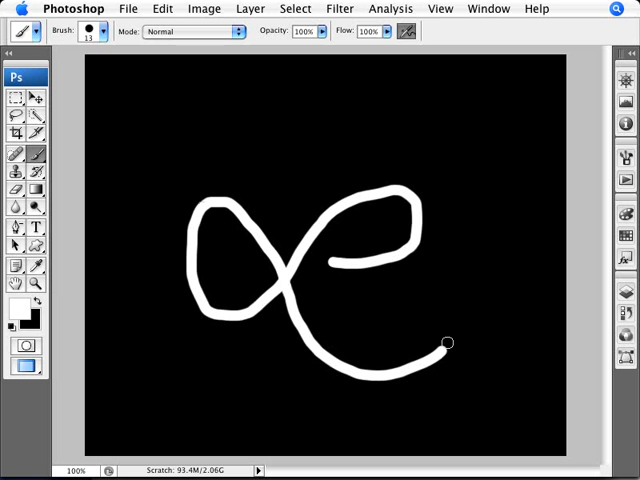 Photoshop File Edit Image Layer Select Filter Analysis View Window Help
Brush: 13 Mode: Normal Opacity: 100% Flow: 100%
Ps
T
100% Scratch: 93.4M/2.06G